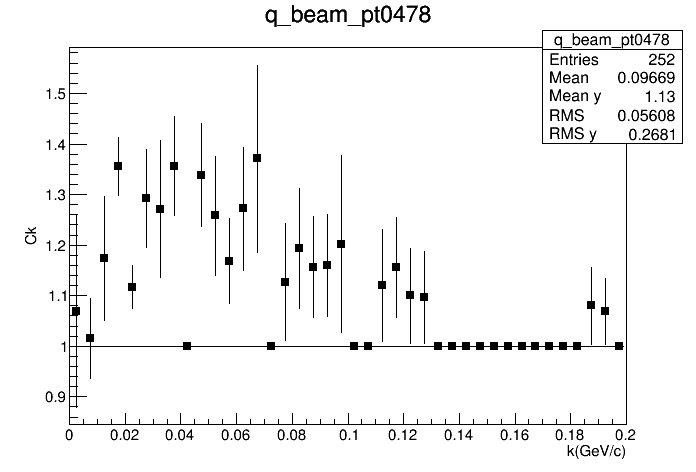 q_beam_pt0478
q_beam_pt0478
Entries 252
Mean 0.09669
Mean y 1.13
RMS 0.05608
RMS y 0.2681
Ck
1.5
1.4
1.3
1.2
1.1
1
0.9
0 0.02 0.04 0.06 0.08 0.1 0.12 0.14 0.16 0.18 0.2
k(GeV/c)